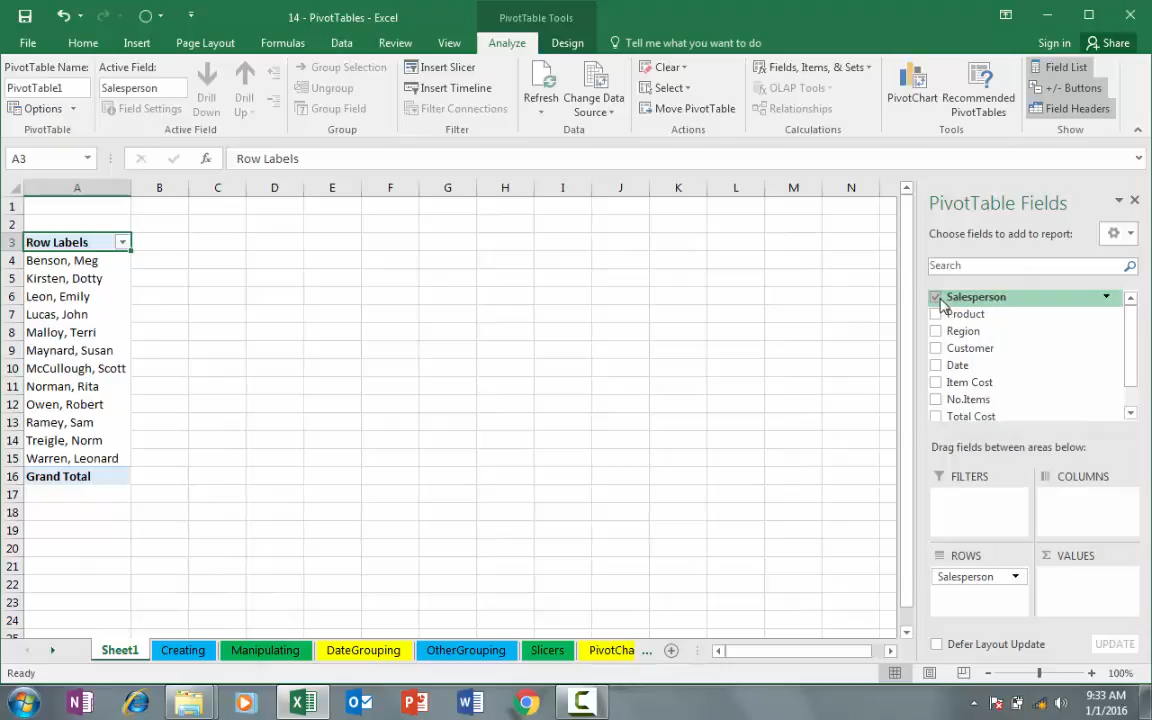 14 - PivotTables - Excel
PivotTable Tools
File Home Insert Page Layout Formulas Data Review View Analyze Design Tell me what you want to do Sign in Share
PivotTable Name:
PivotTable1
Options
PivotTable
Active Field:
Salesperson
Field Settings
Drill Down
Drill Up
Active Field
Group Selection
Ungroup
Group Field
Group
Insert Slicer
Insert Timeline
Filter Connections
Filter
Refresh
Change Data Source
Data
Clear
Select
Move PivotTable
Actions
Fields, Items, & Sets
OLAP Tools
Relationships
Calculations
PivotChart
Recommended PivotTables
Tools
Field List
+/- Buttons
Field Headers
Show
A3
fx
Row Labels
A B C D E F G H I J K L M N
1
2
3 Row Labels
4 Benson, Meg
5 Kirsten, Dotty
6 Leon, Emily
7 Lucas, John
8 Malloy, Terri
9 Maynard, Susan
10 McCullough, Scott
11 Norman, Rita
12 Owen, Robert
13 Ramey, Sam
14 Treigle, Norm
15 Warren, Leonard
16 Grand Total
17
18
19
20
21
22
23
24
25
PivotTable Fields
Choose fields to add to report:
Search
Salesperson
Product
Region
Customer
Date
Item Cost
No.Items
Total Cost
Drag fields between areas below:
FILTERS
COLUMNS
ROWS
Σ VALUES
Salesperson
Defer Layout Update
UPDATE
Sheet1 Creating Manipulating DateGrouping OtherGrouping Slicers PivotCha ...
Ready
100%
9:33 AM
1/1/2016